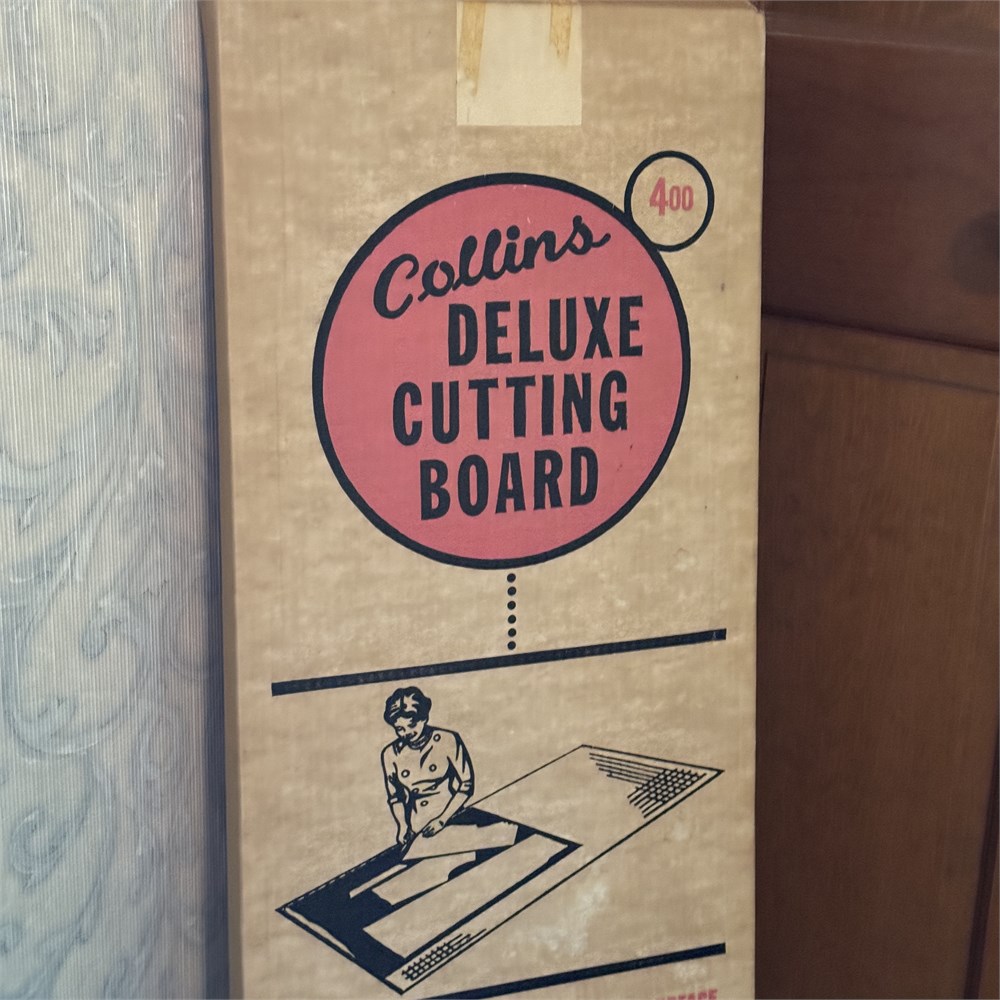 400
Collins
DELUXE
CUTTING
BOARD